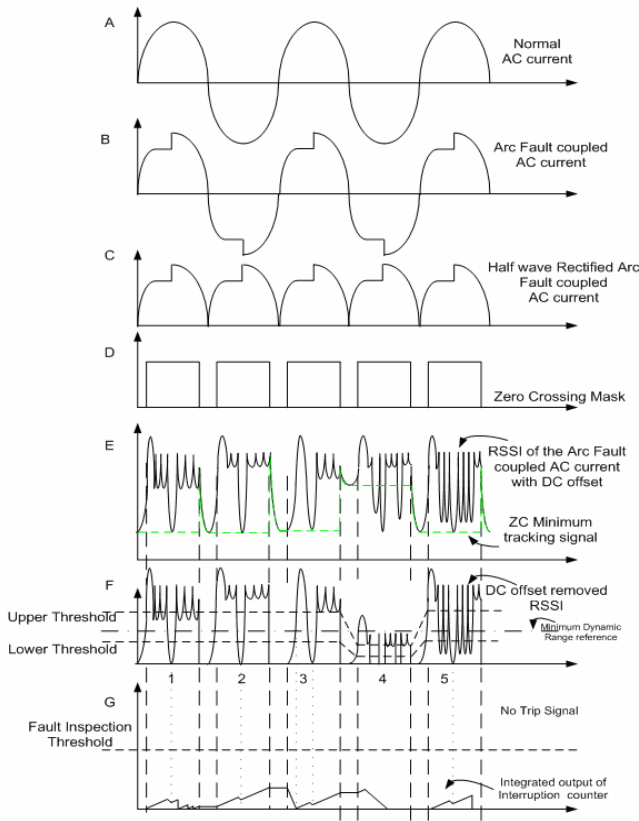 A
Normal
AC current
B
Arc Fault coupled
AC current
C
Half wave Rectified Arc
Fault coupled
AC current
D
Zero Crossing Mask
E
RSSI of the Arc Fault
coupled AC current
with DC offset
ZC Minimum
tracking signal
F
DC offset removed
RSSI
Upper Threshold
Minimum Dynamic
Range reference
Lower Threshold
1
2
3
4
5
G
No Trip Signal
Fault Inspection
Threshold
Integrated output of
Interruption counter